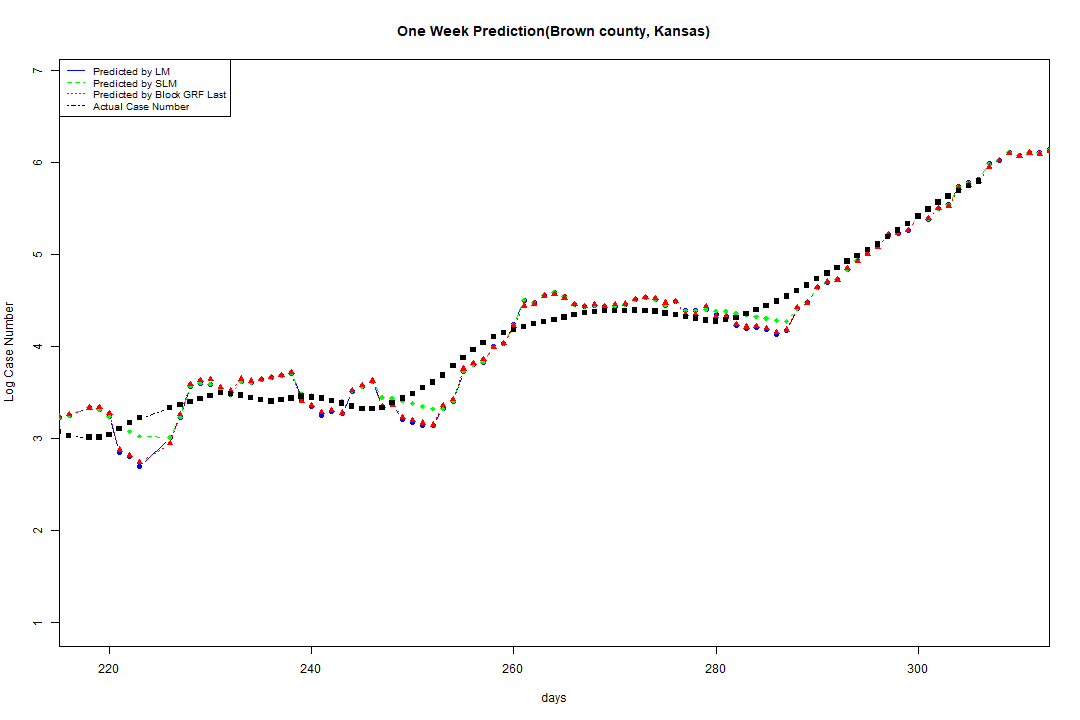 One Week Prediction(Brown county, Kansas)
Predicted by LM
Predicted by SLM
Predicted by Block GRF Last
Actual Case Number
7
6
5
4
3
2
1
Log Case Number
220 240 260 280 300
days